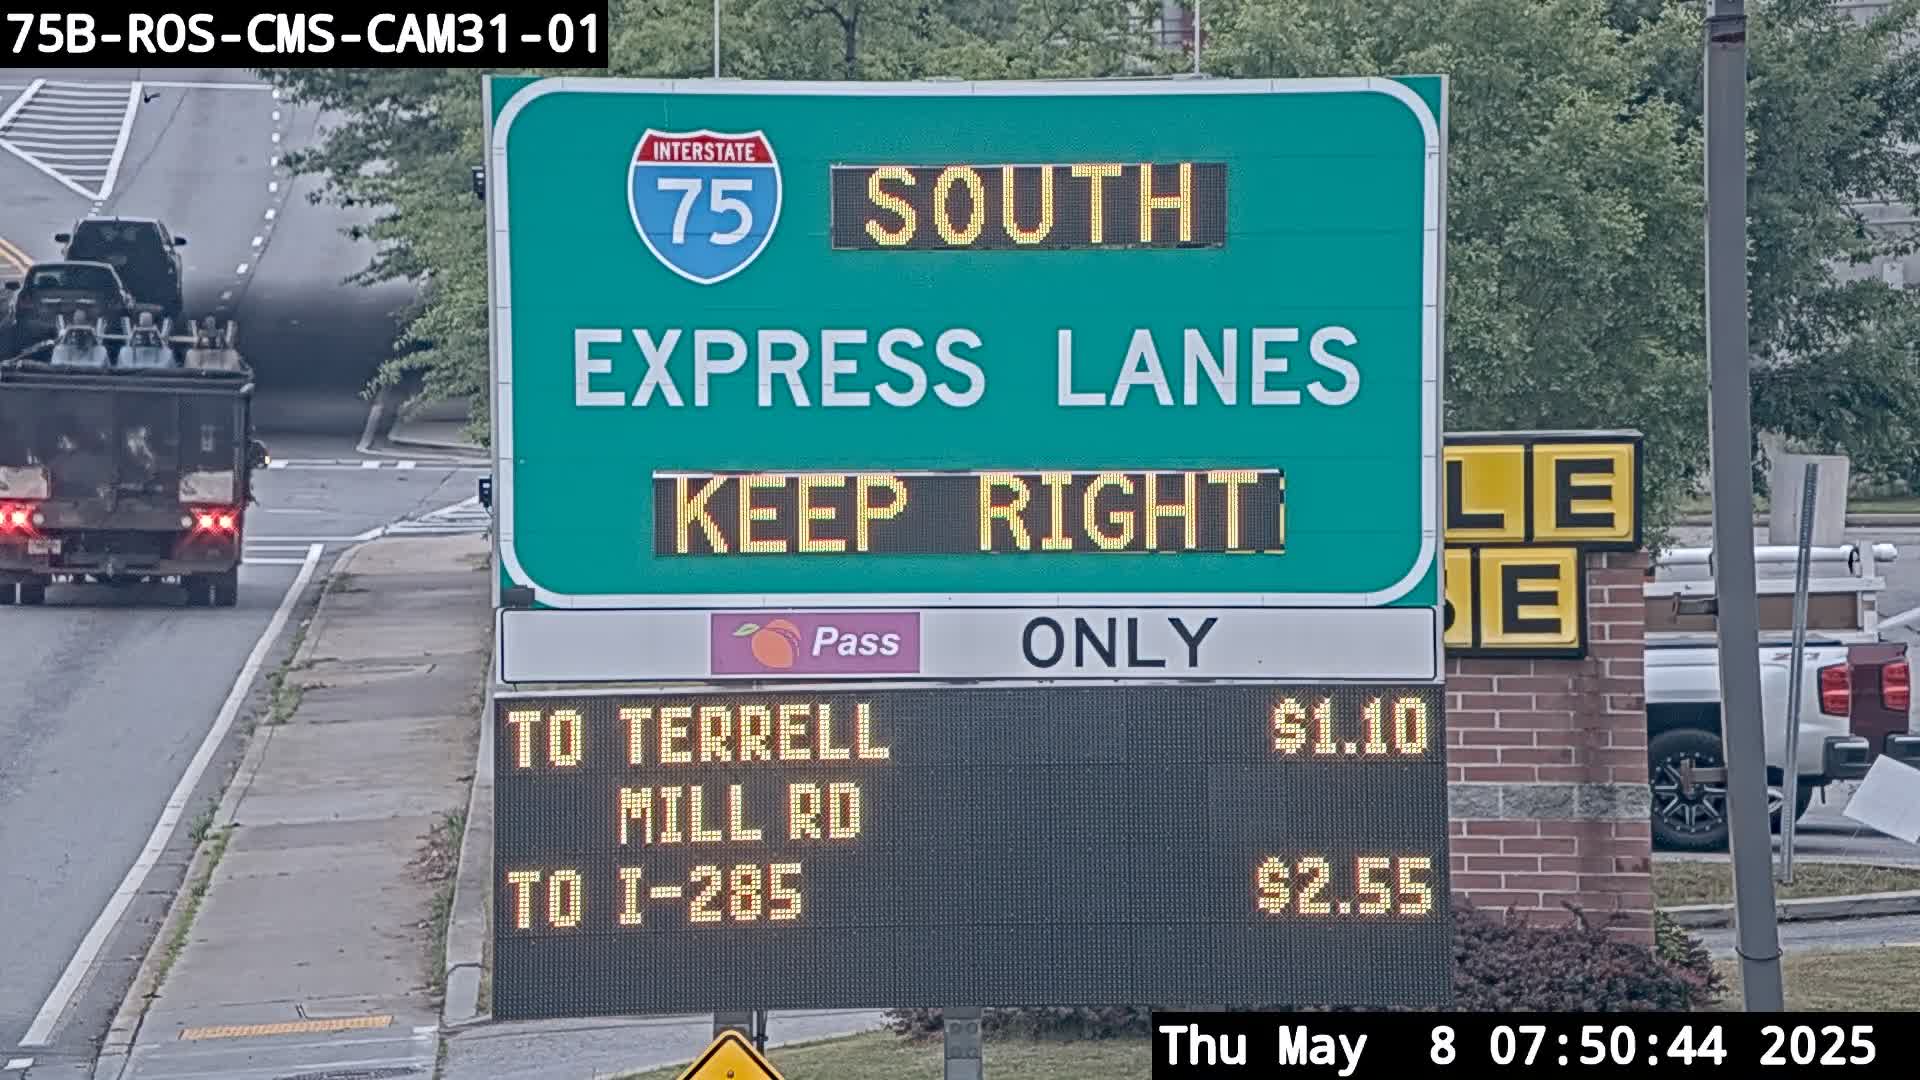 75B-ROS-CMS-CAM31-01
INTERSTATE
75
SOUTH
EXPRESS LANES
KEEP RIGHT
Pass ONLY
TO TERRELL $1.10
MILL RD
TO I-285 $2.55
LE
E
Thu May 8 07:50:44 2025